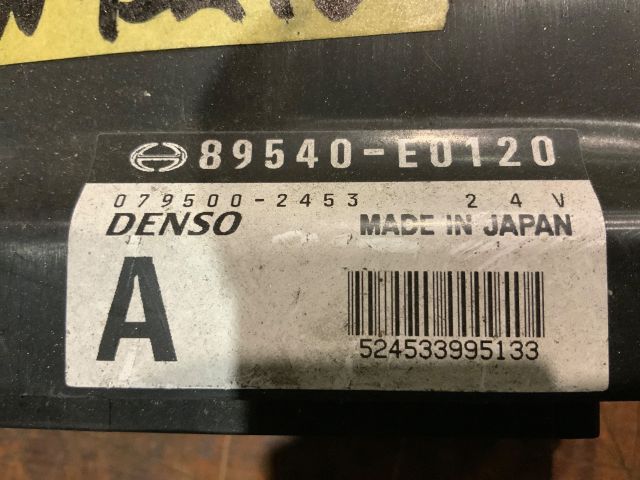 89540-E0120
079500-2453 24V
DENSO MADE IN JAPAN
A
524533995133